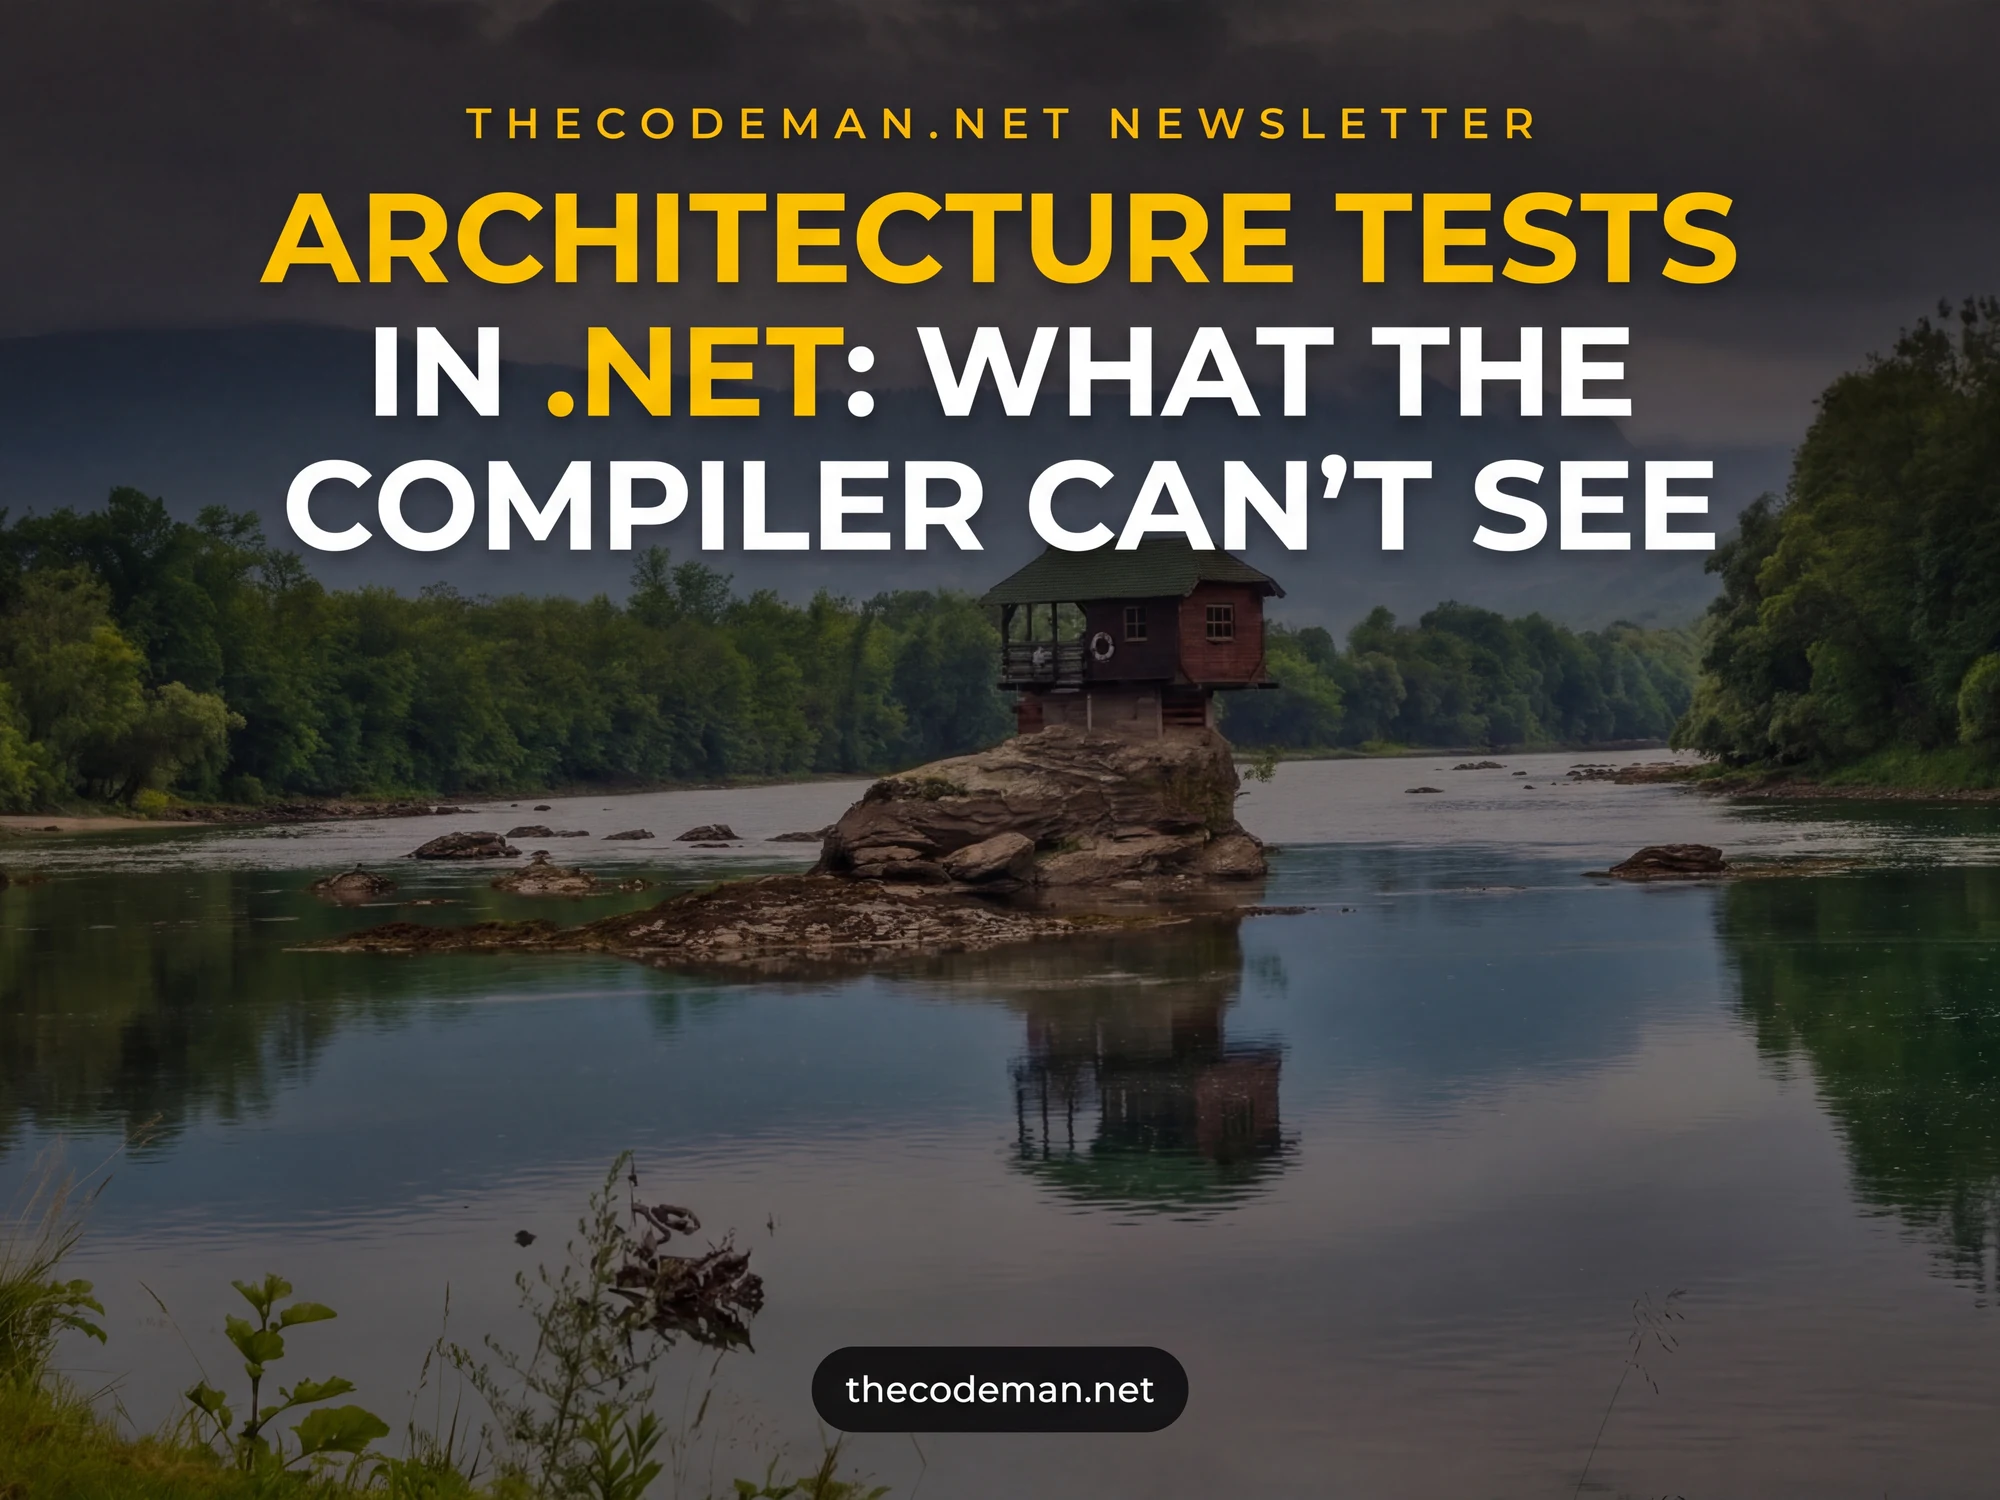 THECODEMAN.NET NEWSLETTER
ARCHITECTURE TESTS
IN .NET: WHAT THE
COMPILER CAN’T SEE
thecodeman.net